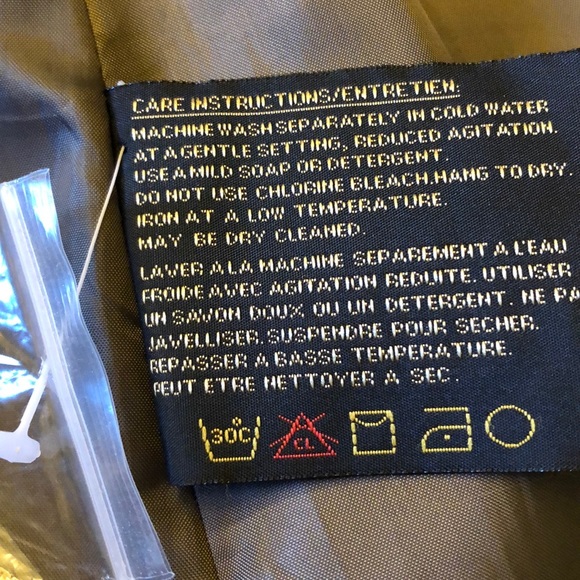 CARE INSTRUCTIONS/ENTRETIEN:
MACHINE WASH SEPARATELY IN COLD WATER
AT A GENTLE SETTING, REDUCED AGITATION.
USE A MILD SOAP OR DETERGENT.
DO NOT USE CHLORINE BLEACH.HANG TO DRY.
IRON AT A LOW TEMPERATURE.
MAY BE DRY CLEANED.
LAVER A LA MACHINE SEPAREMENT A L'EAU
FROIDE AVEC AGITATION REDUITE. UTILISER
UN SAVON DOUX OU UN DETERGENT. NE PA
JAVELLISER. SUSPENDRE POUR SECHER.
REPASSER A BASSE TEMPERATURE.
PEUT ETRE NETTOYER A SEC.
30°C CL